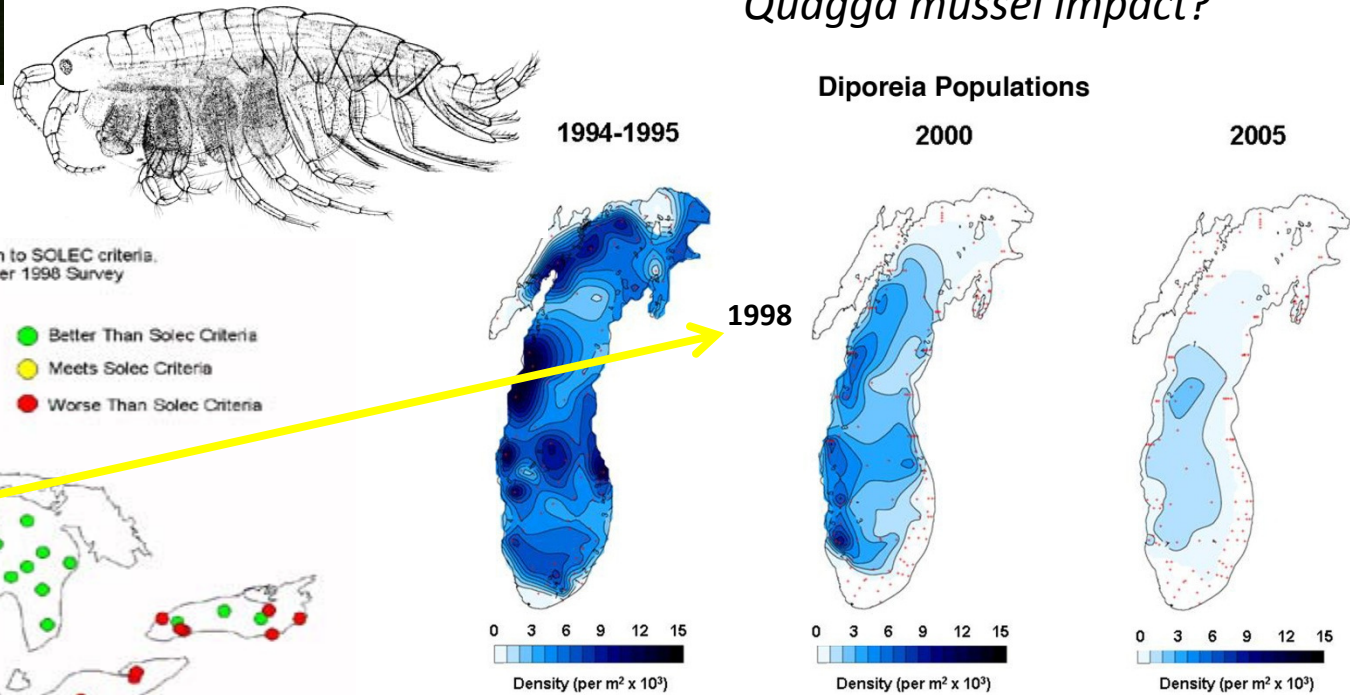 Quagga mussel impact?
Diporeia Populations
1994-1995
2000
2005
n to SOLEC criteria.
er 1998 Survey
Better Than Solec Criteria
Meets Solec Criteria
Worse Than Solec Criteria
1998
0 3 6 9 12 15
Density (per m² x 10³)
0 3 6 9 12 15
Density (per m² x 10³)
0 3 6 9 12 15
Density (per m² x 10³)